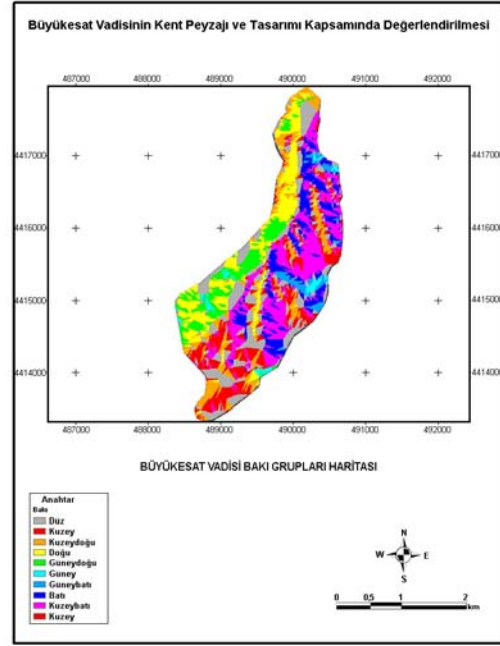 Büyükesat Vadisinin Kent Peyzajı ve Tasarımı Kapsamında Değerlendirilmesi
487000 488000 489000 490000 491000 492000
4417000 4417000
4416000 4416000
4415000 4415000
4414000 4414000
487000 488000 489000 490000 491000 492000
BÜYÜKESAT VADİSİ BAKI GRUPLARI HARİTASI
Anahtar
Bakı
Düz
Kuzey
Kuzeydoğu
Doğu
Güneydoğu
Güney
Güneybatı
Batı
Kuzeybatı
Kuzey
N
W E
S
0 0,5 1 2
km